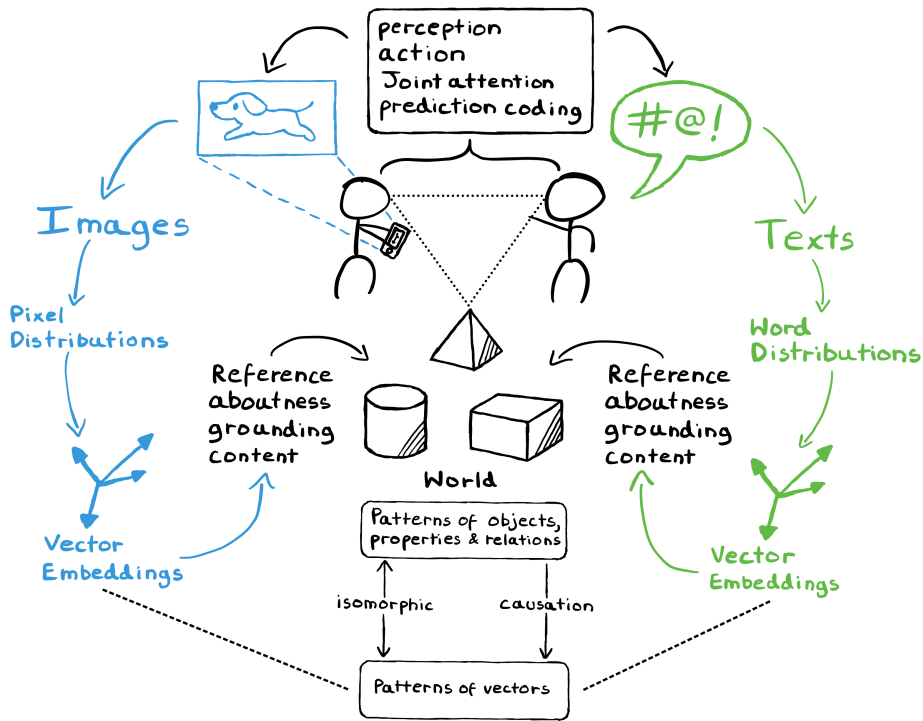 perception
action
Joint attention
prediction coding
#@!
Images
Texts
Pixel
Distributions
Word
Distributions
Reference
aboutness
grounding
content
Reference
aboutness
grounding
content
World
Patterns of objects,
properties & relations
Vector
Embeddings
Vector
Embeddings
isomorphic
causation
Patterns of vectors